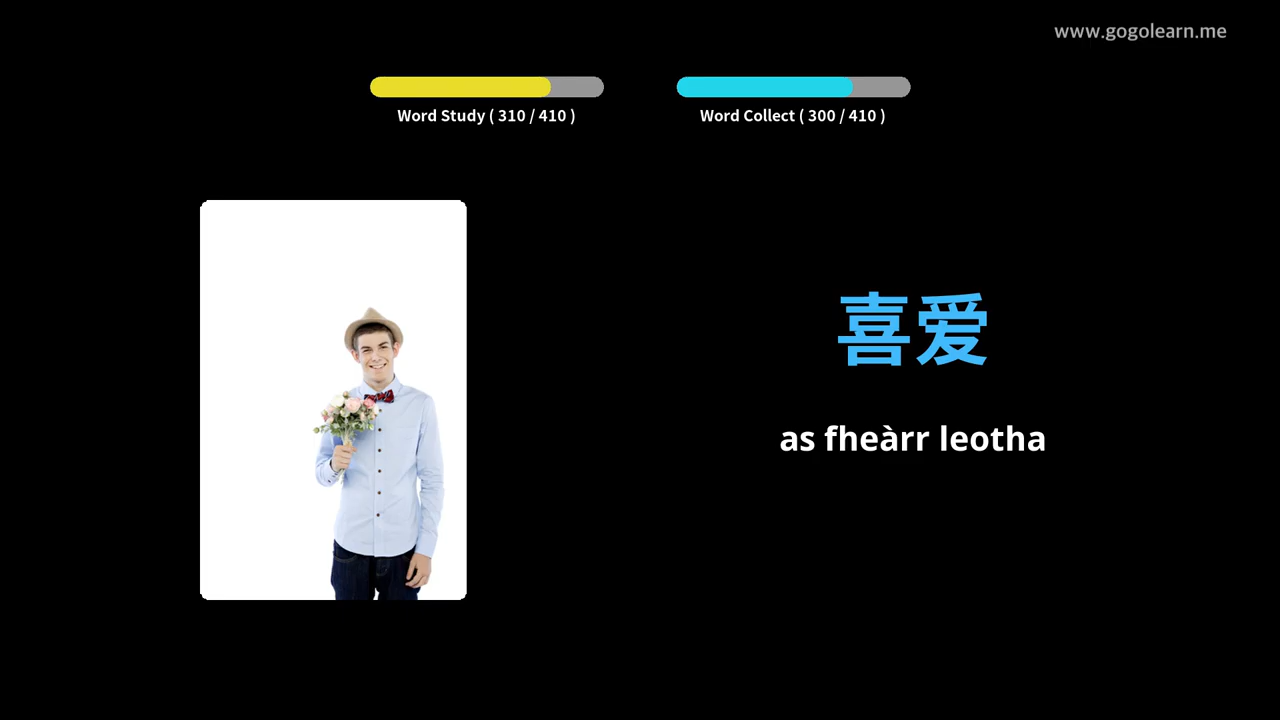 www.gogolearn.me
Word Study ( 310 / 410 )
Word Collect ( 300 / 410 )
喜爱
as fheàrr leotha